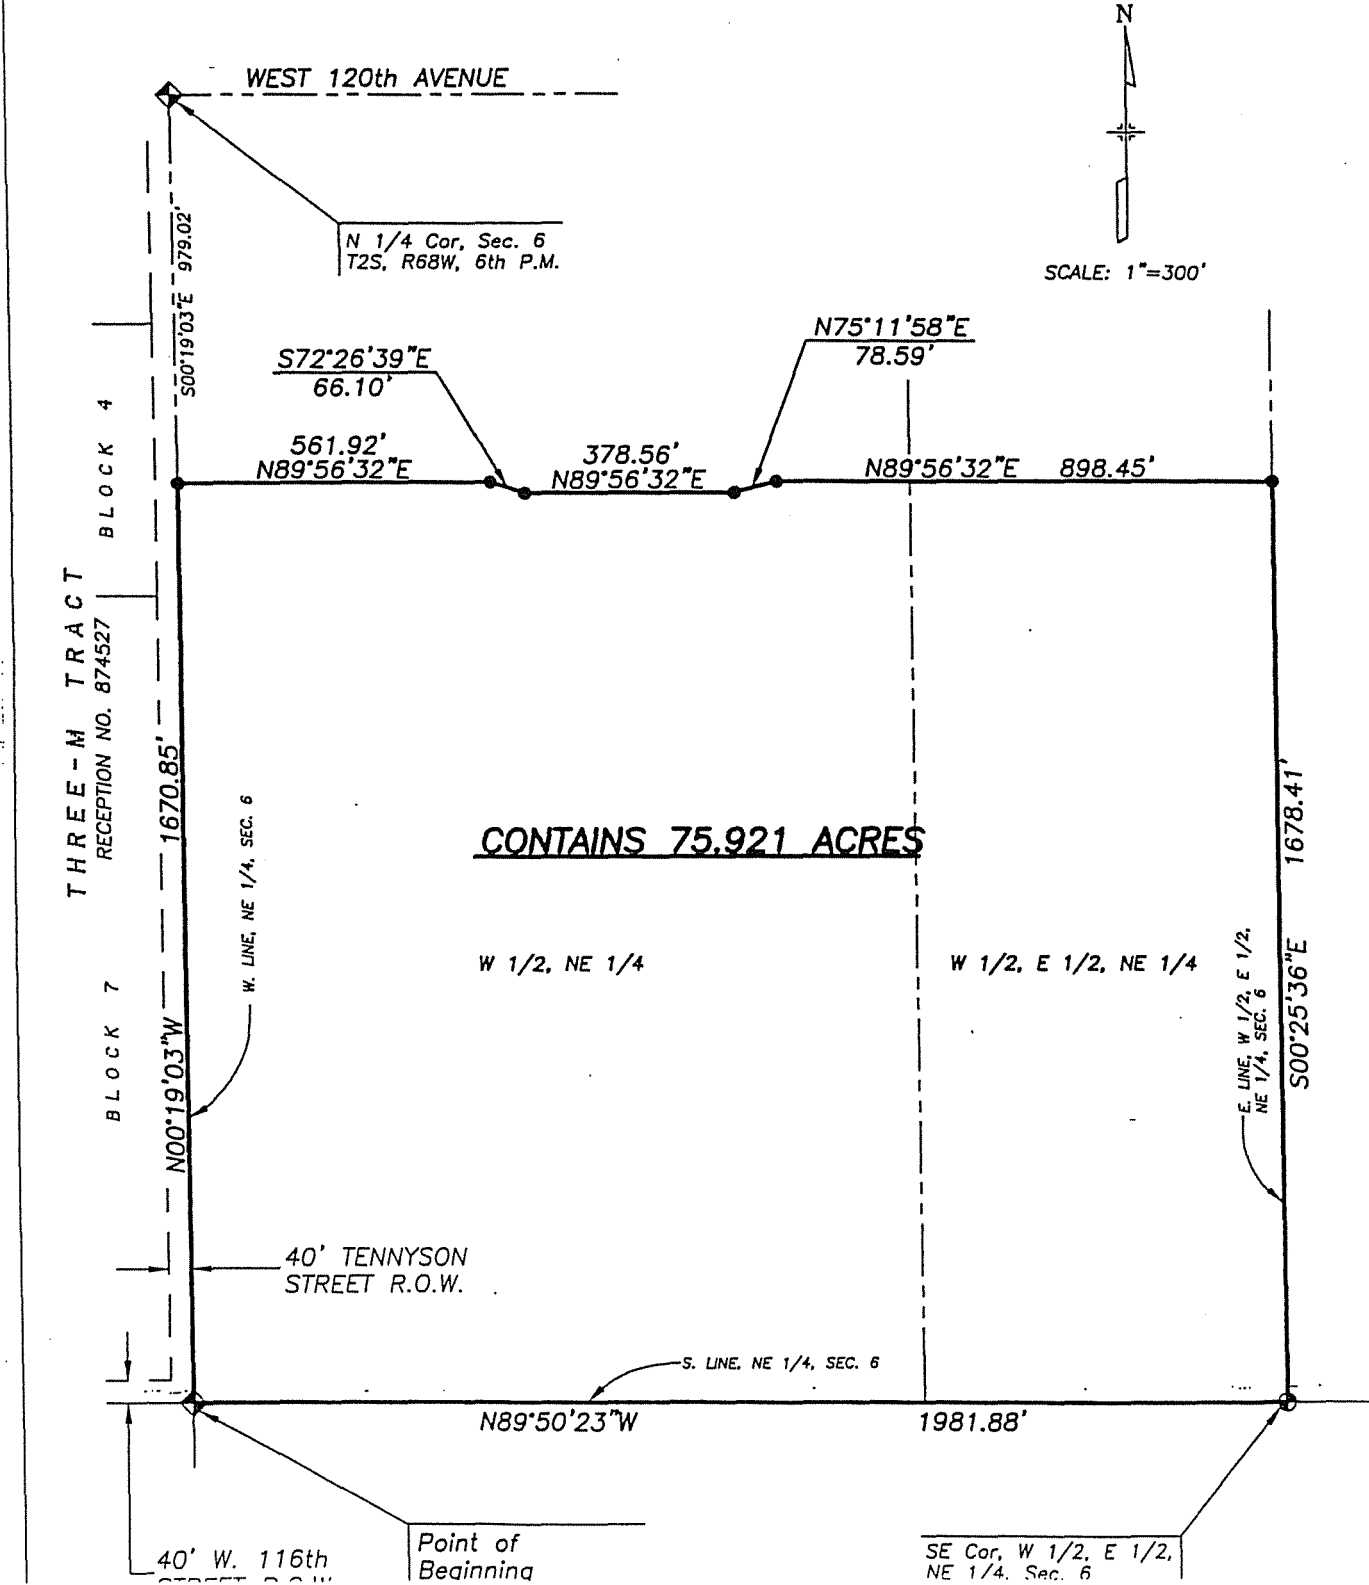 N
WEST 120th AVENUE
N 1/4 Cor, Sec. 6
T2S, R68W, 6th P.M.
SCALE: 1"=300'
S00°19'03"E 979.02'
N75°11'58"E
78.59'
S72°26'39"E
66.10'
561.92'
N89°56'32"E
378.56'
N89°56'32"E
N89°56'32"E 898.45'
BLOCK 4
THREE-M TRACT
RECEPTION NO. 874527
BLOCK 7
N00°19'03"W 1670.85'
W. LINE, NE 1/4, SEC. 6
CONTAINS 75.921 ACRES
W 1/2, NE 1/4
W 1/2, E 1/2, NE 1/4
E. LINE, W 1/2, E 1/2,
NE 1/4, SEC. 6
S00°25'36"E 1678.41'
40' TENNYSON
STREET R.O.W.
S. LINE, NE 1/4, SEC. 6
N89°50'23"W 1981.88'
Point of
Beginning
SE Cor, W 1/2, E 1/2,
NE 1/4, Sec. 6
40' W. 116th
STREET R.O.W.